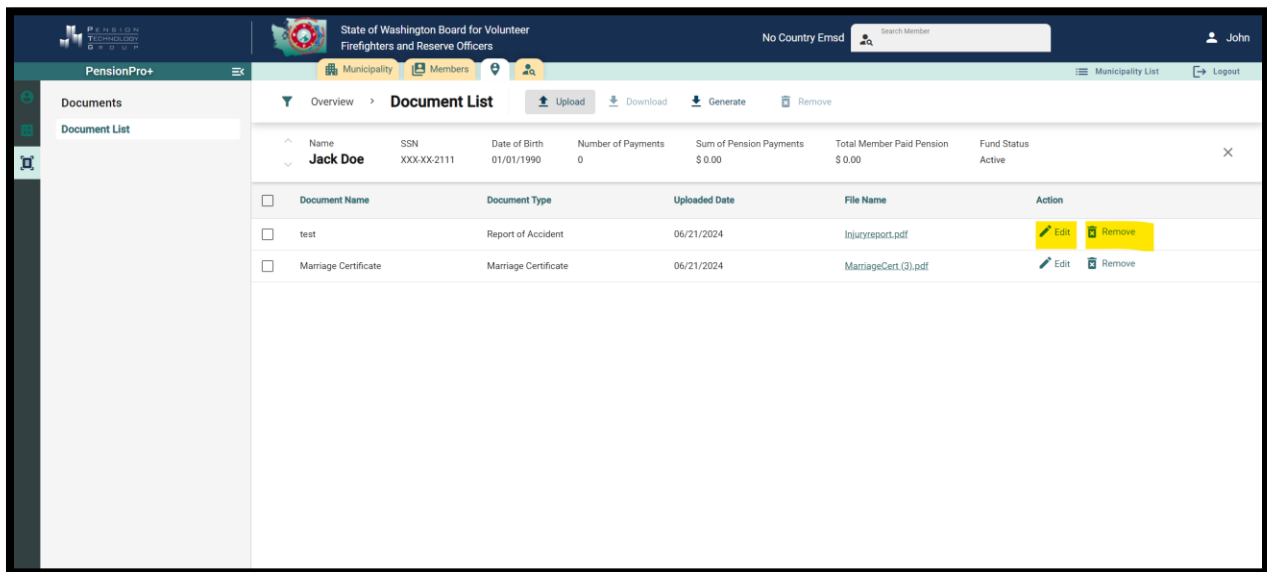 PENSION
TECHNOLOGY
GROUP
State of Washington Board for Volunteer
Firefighters and Reserve Officers
No Country Emsd
Search Member
John
PensionPro+
Municipality
Members
Municipality List
Logout
Documents
Document List
Overview > Document List
Upload
Download
Generate
Remove
Name SSN Date of Birth Number of Payments Sum of Pension Payments Total Member Paid Pension Fund Status
Jack Doe XXX-XX-2111 01/01/1990 0 $ 0.00 $ 0.00 Active
Document Name Document Type Uploaded Date File Name Action
test Report of Accident 06/21/2024 Injuryreport.pdf Edit Remove
Marriage Certificate Marriage Certificate 06/21/2024 MarriageCert (3).pdf Edit Remove